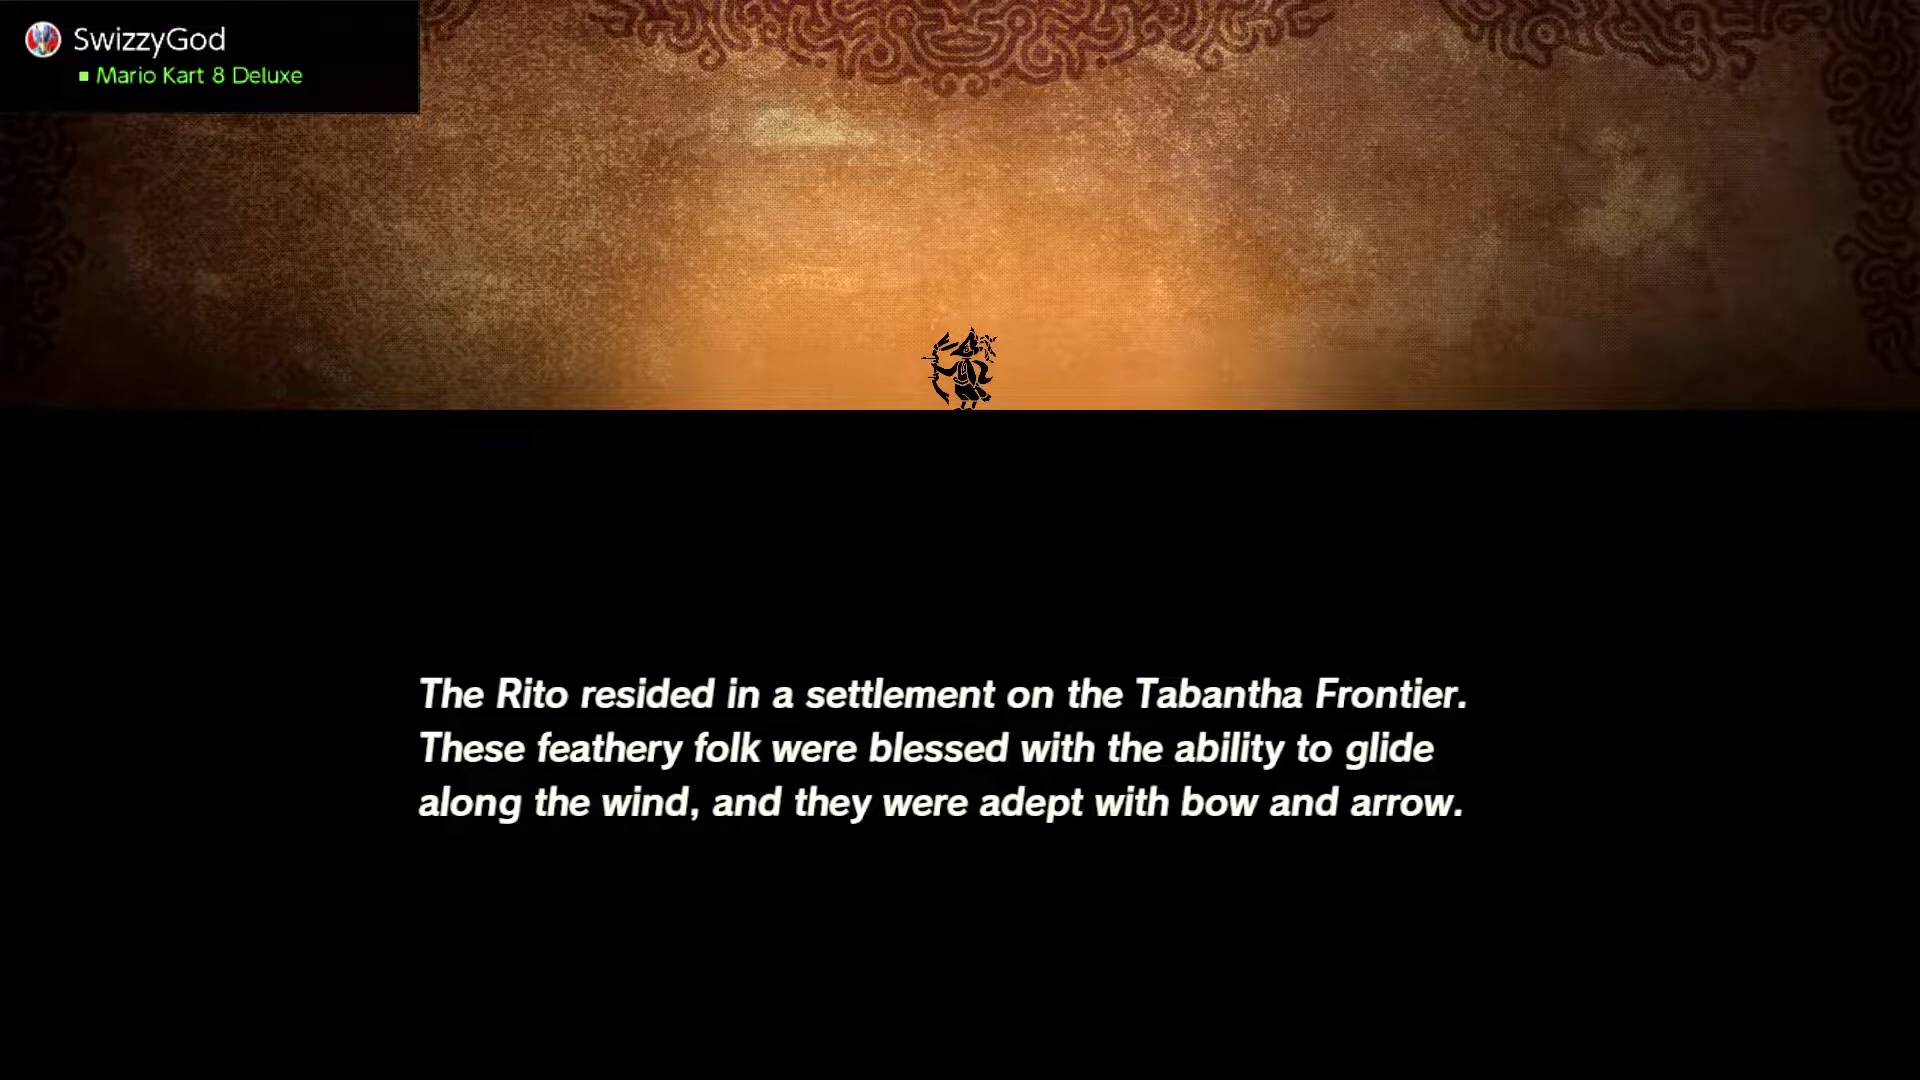 SwizzyGod
Mario Kart 8 Deluxe
The Rito resided in a settlement on the Tabantha Frontier.
These feathery folk were blessed with the ability to glide
along the wind, and they were adept with bow and arrow.